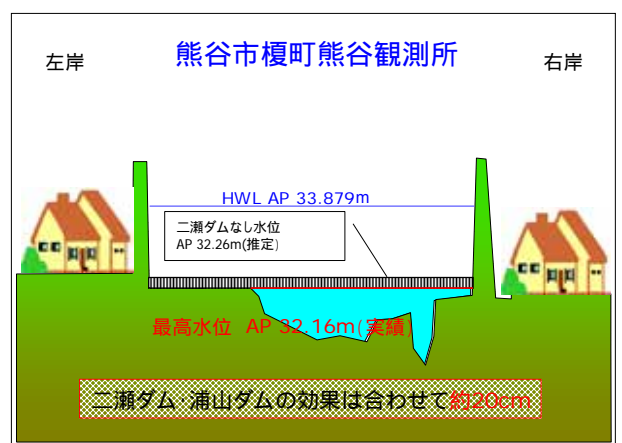 熊谷市榎町熊谷観測所
左岸
右岸
HWL AP 33.879m
二瀬ダムなし水位
AP 32.26m(推定)
最高水位 AP 32.16m(実績)
二瀬ダム・浦山ダムの効果は合わせて約20cm